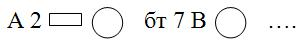 А 2 ▭ ◯ бт 7 В ◯ ….